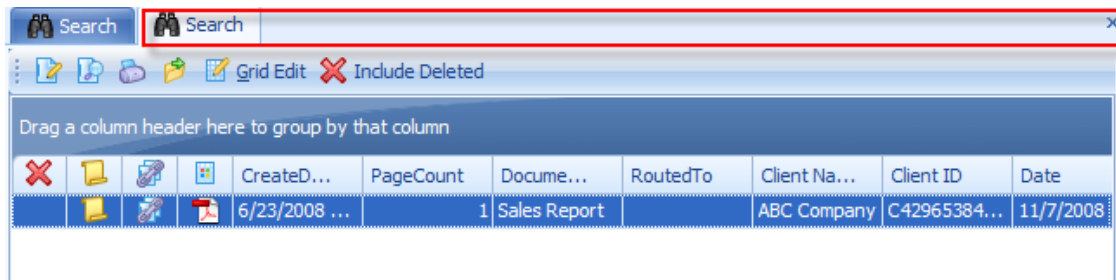 Search Search
Grid Edit Include Deleted
Drag a column header here to group by that column
CreateD... PageCount Docume... RoutedTo Client Na... Client ID Date
6/23/2008 ... 1 Sales Report ABC Company C42965384... 11/7/2008